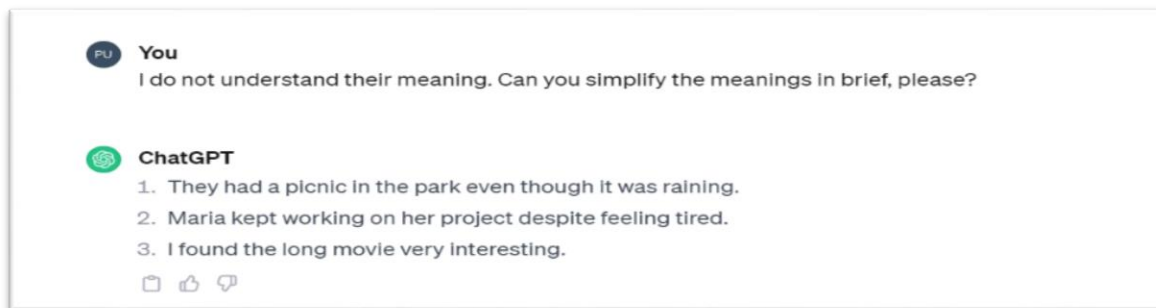 PU You
I do not understand their meaning. Can you simplify the meanings in brief, please?
ChatGPT
1. They had a picnic in the park even though it was raining.
2. Maria kept working on her project despite feeling tired.
3. I found the long movie very interesting.